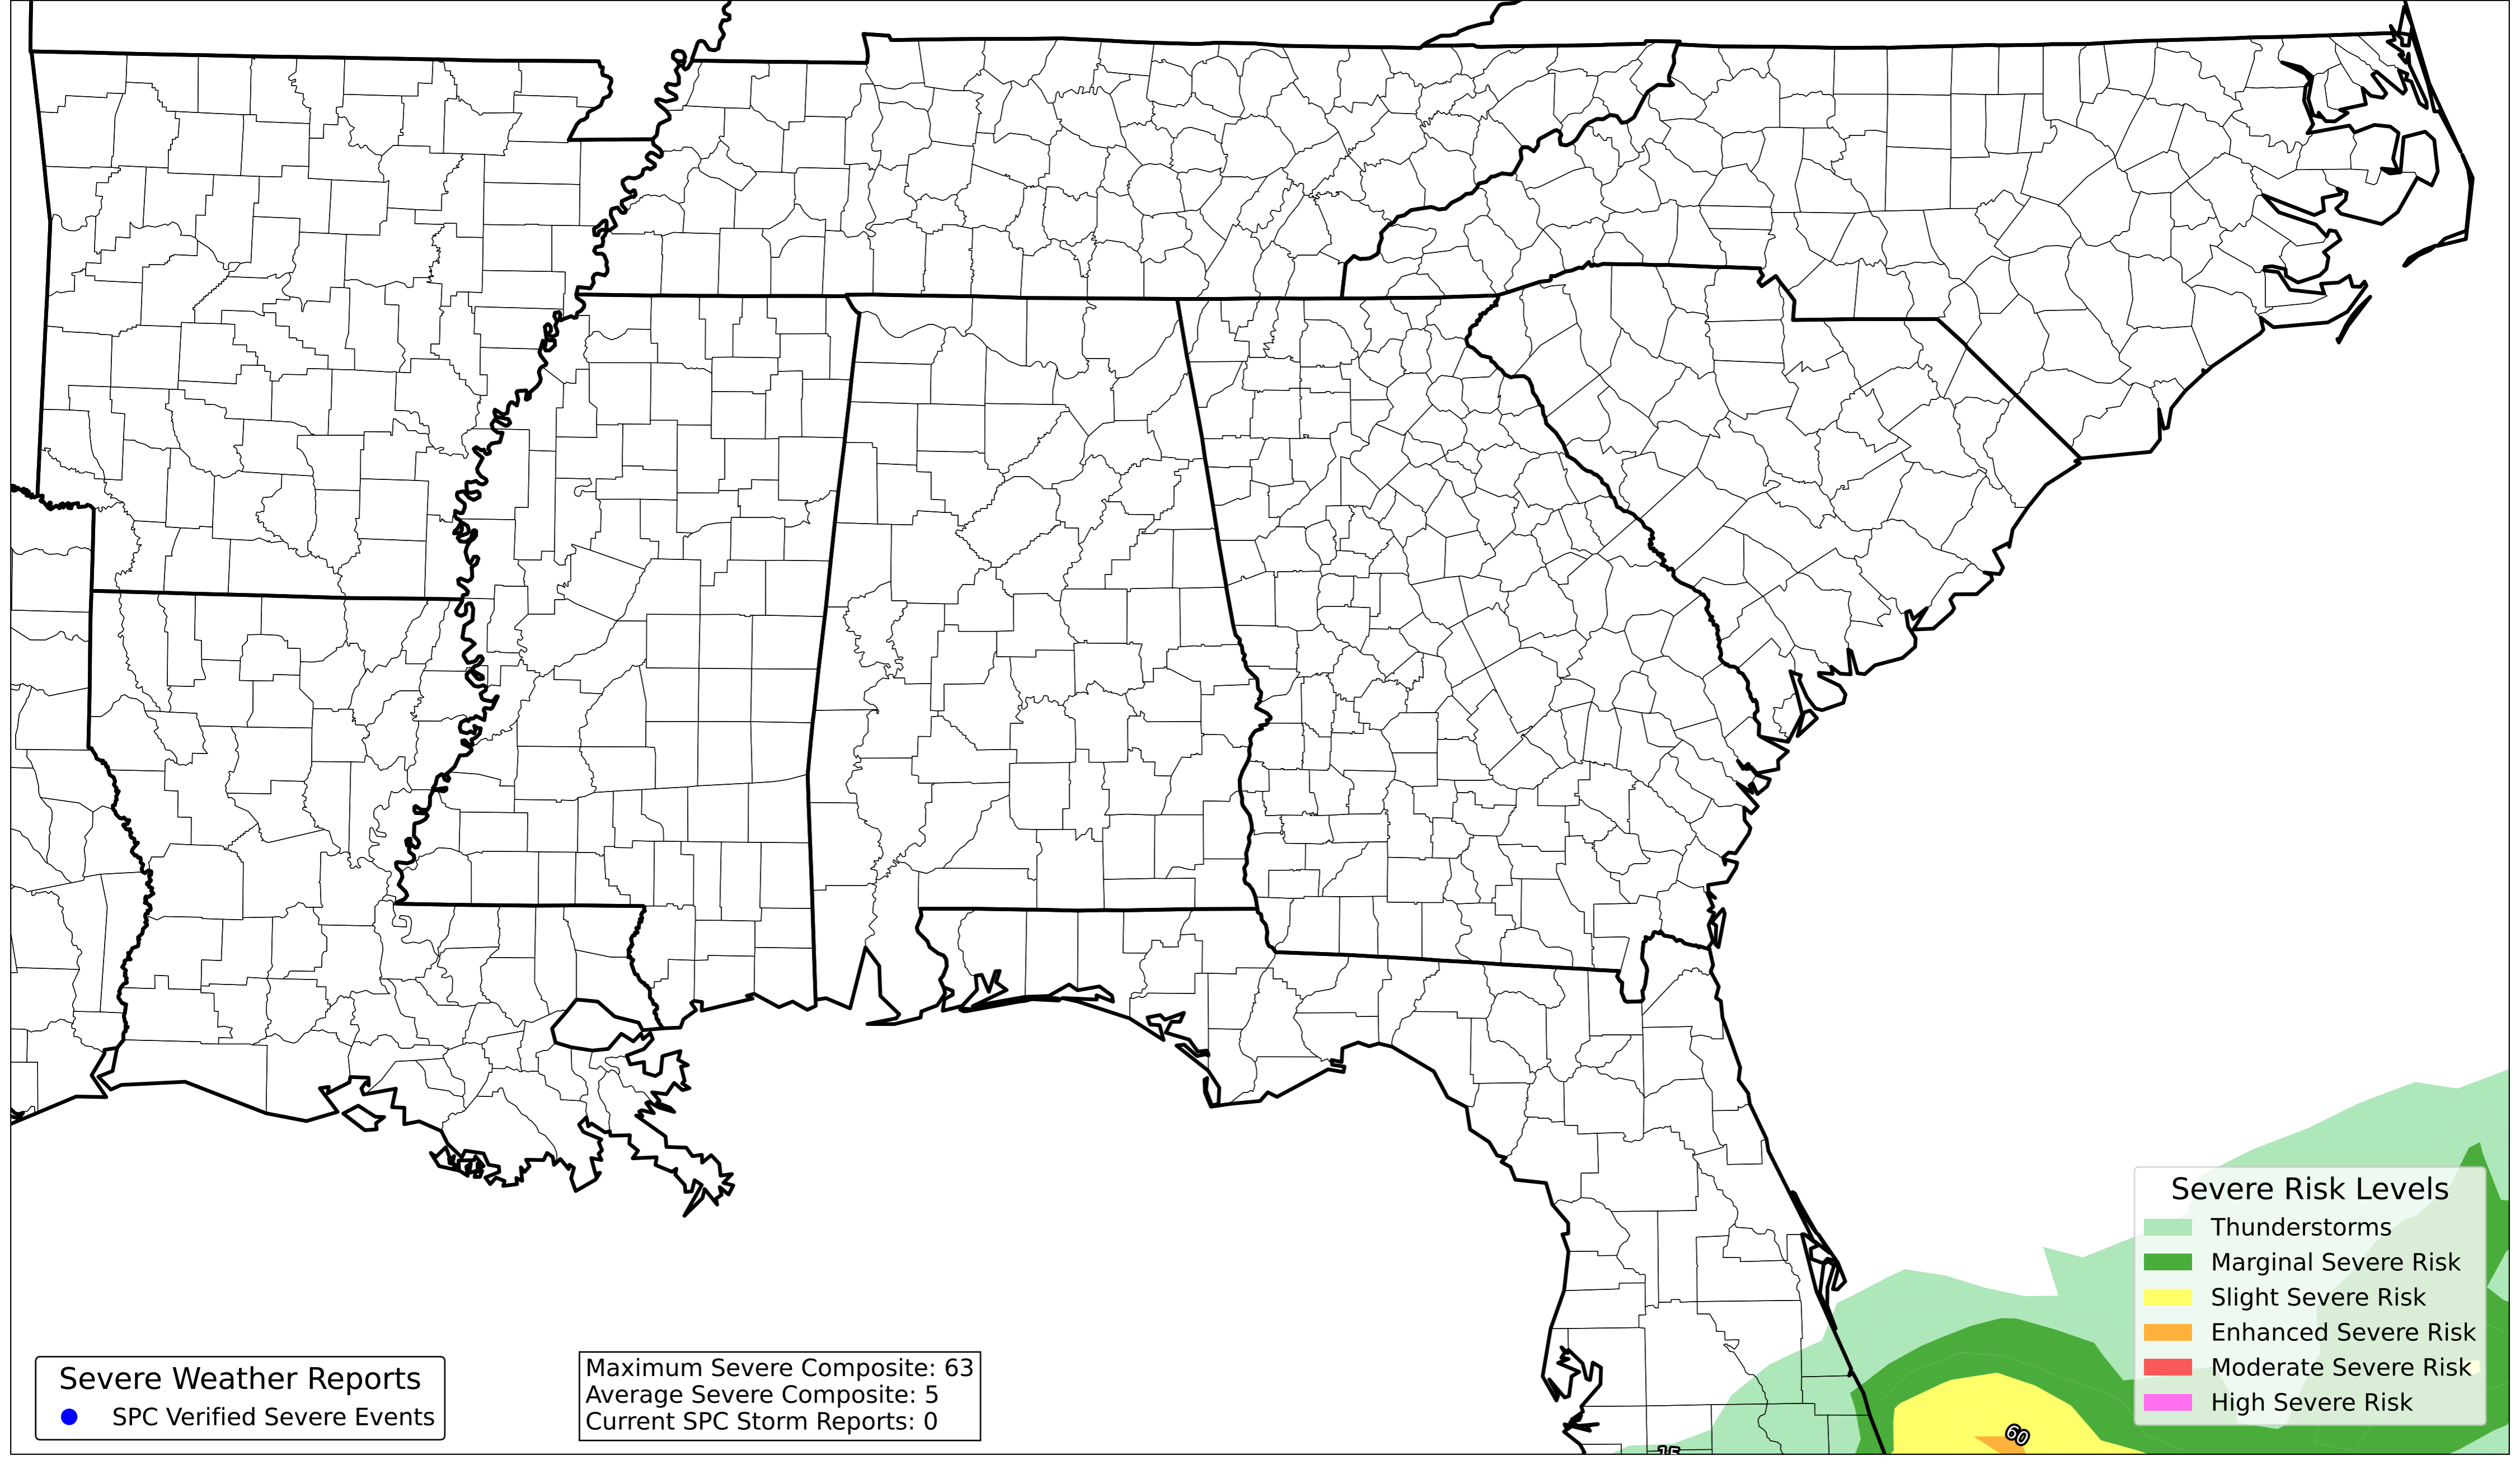 Severe Risk Levels
Thunderstorms
Marginal Severe Risk
Slight Severe Risk
Enhanced Severe Risk
Moderate Severe Risk
High Severe Risk
Severe Weather Reports
SPC Verified Severe Events
Maximum Severe Composite: 63
Average Severe Composite: 5
Current SPC Storm Reports: 0
60
15